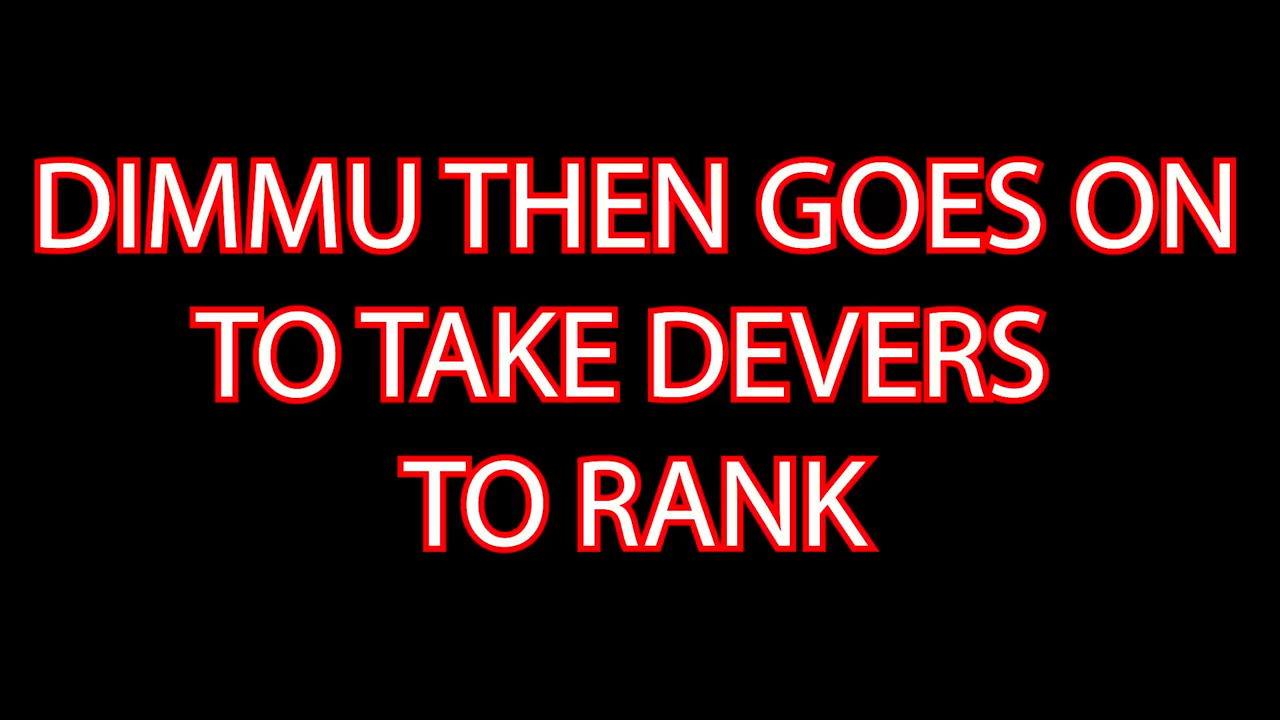 DIMMU THEN GOES ON
TO TAKE DEVERS
TO RANK